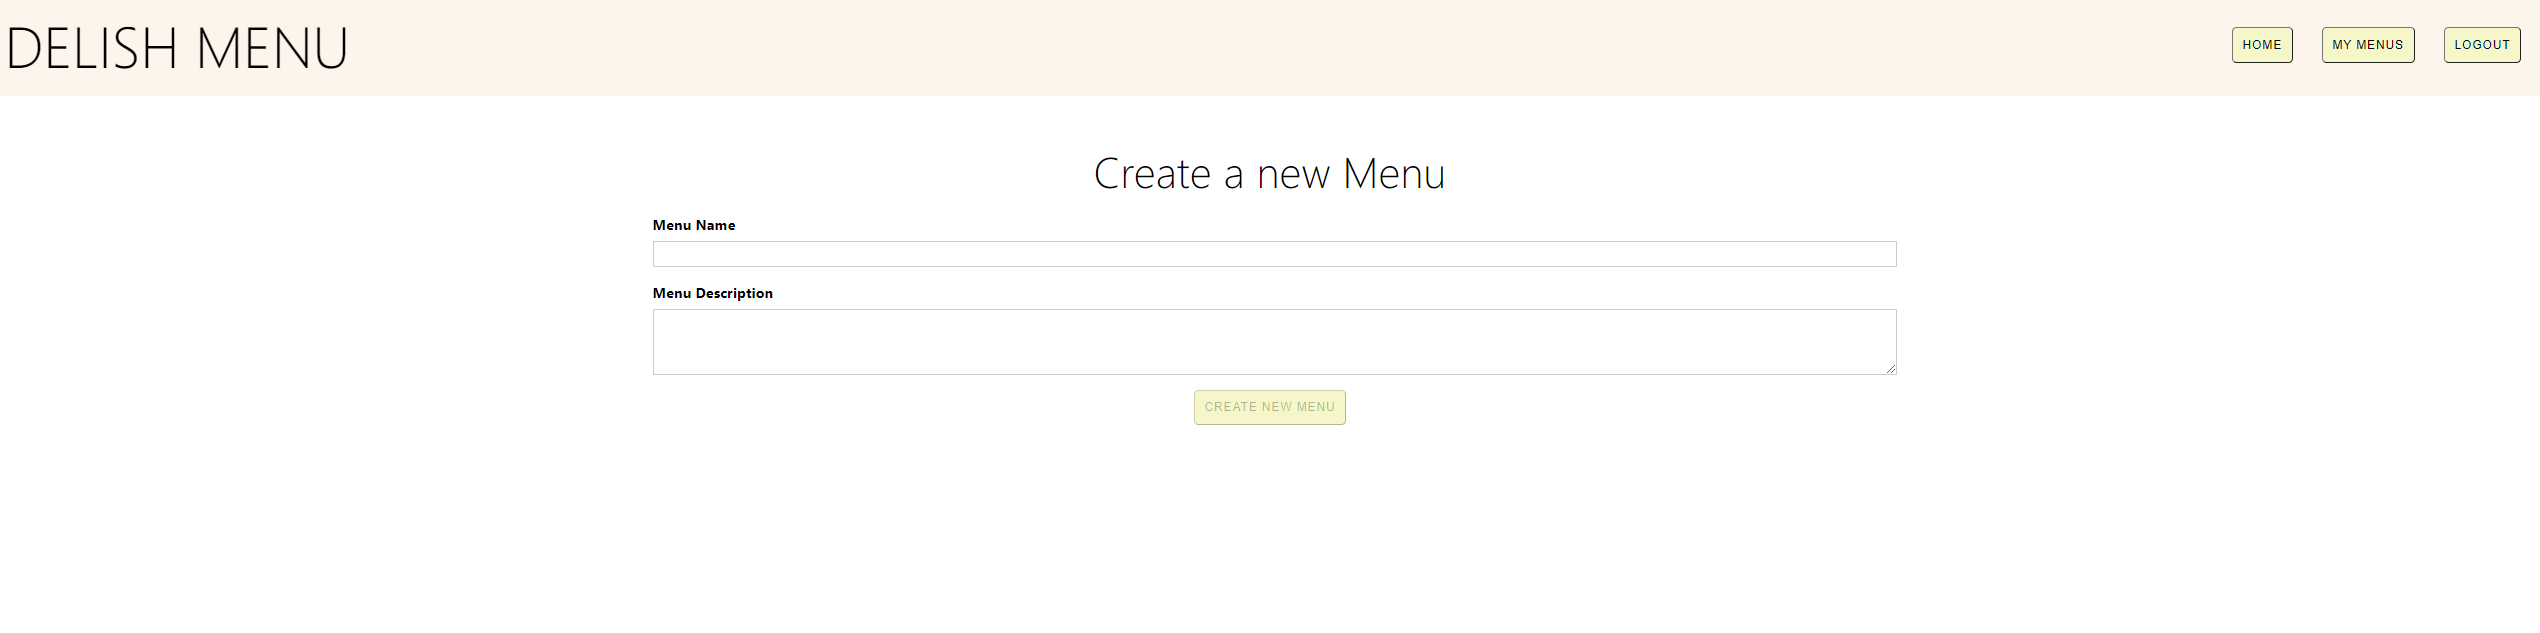 DELISH MENU
HOME MY MENUS LOGOUT
Create a new Menu
Menu Name
Menu Description
CREATE NEW MENU